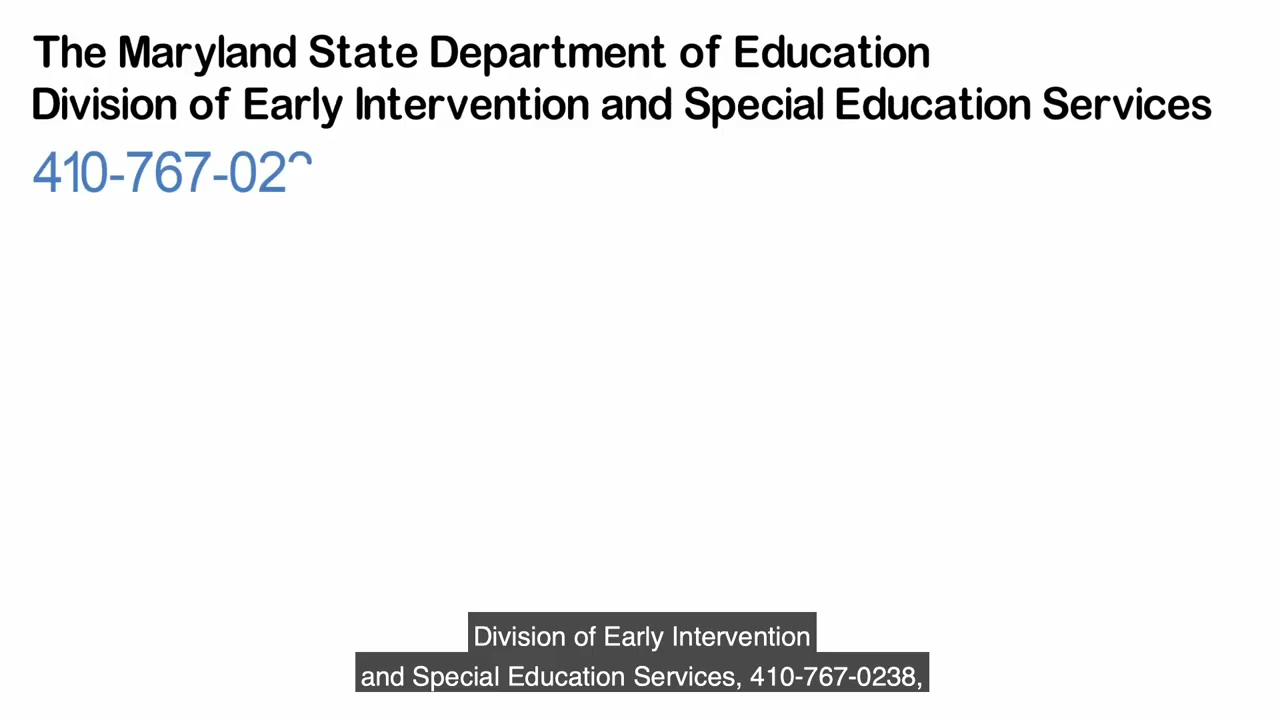 The Maryland State Department of Education
Division of Early Intervention and Special Education Services
410-767-02
Division of Early Intervention
and Special Education Services, 410-767-0238,